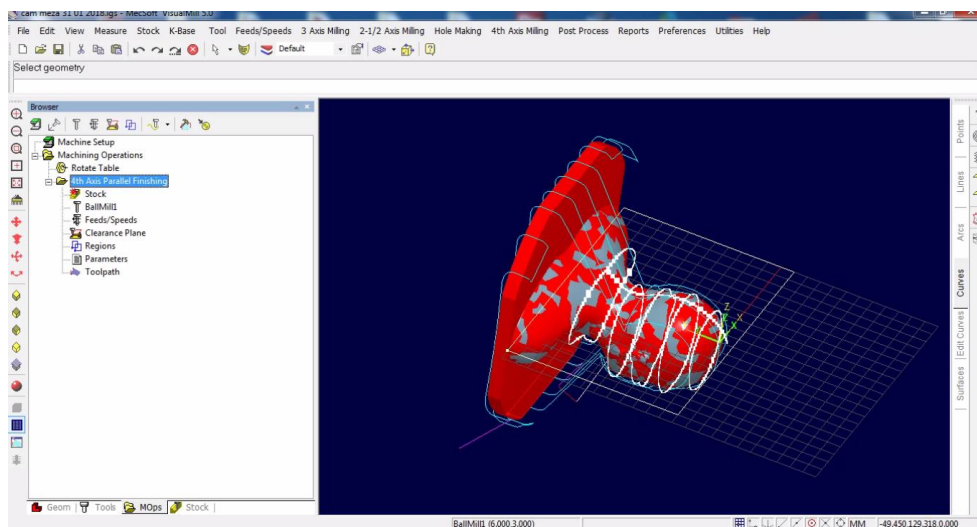 cam meza 31 01 2018.igs - MecSoft VisualMill 5.0
File Edit View Measure Stock K-Base Tool Feeds/Speeds 3 Axis Milling 2-1/2 Axis Milling Hole Making 4th Axis Milling Post Process Reports Preferences Utilities Help
Default
Select geometry
Browser
Machine Setup
Machining Operations
Rotate Table
4th Axis Parallel Finishing
Stock
BallMill1
Feeds/Speeds
Clearance Plane
Regions
Parameters
Toolpath
Z
X
X
Points
Lines
Arcs
Curves
Edit Curves
Surfaces
Geom Tools MOps Stock
BallMill1 (6.000,3.000) MM -49.450,129.318,0.000